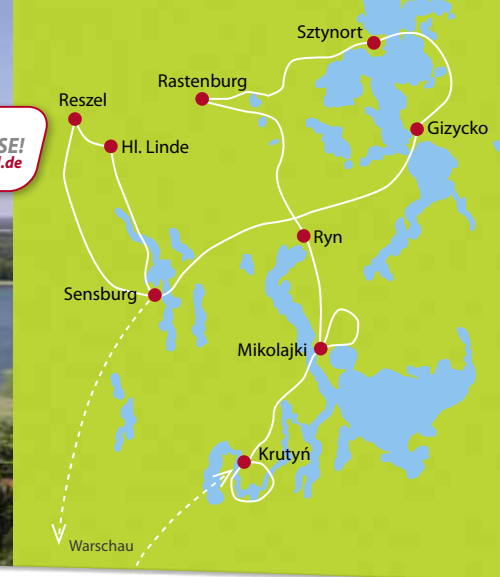 Sztynort
Rastenburg
Reszel
Gizycko
SE!
l.de
Hl. Linde
Ryn
Sensburg
Mikolajki
Krutyń
Warschau